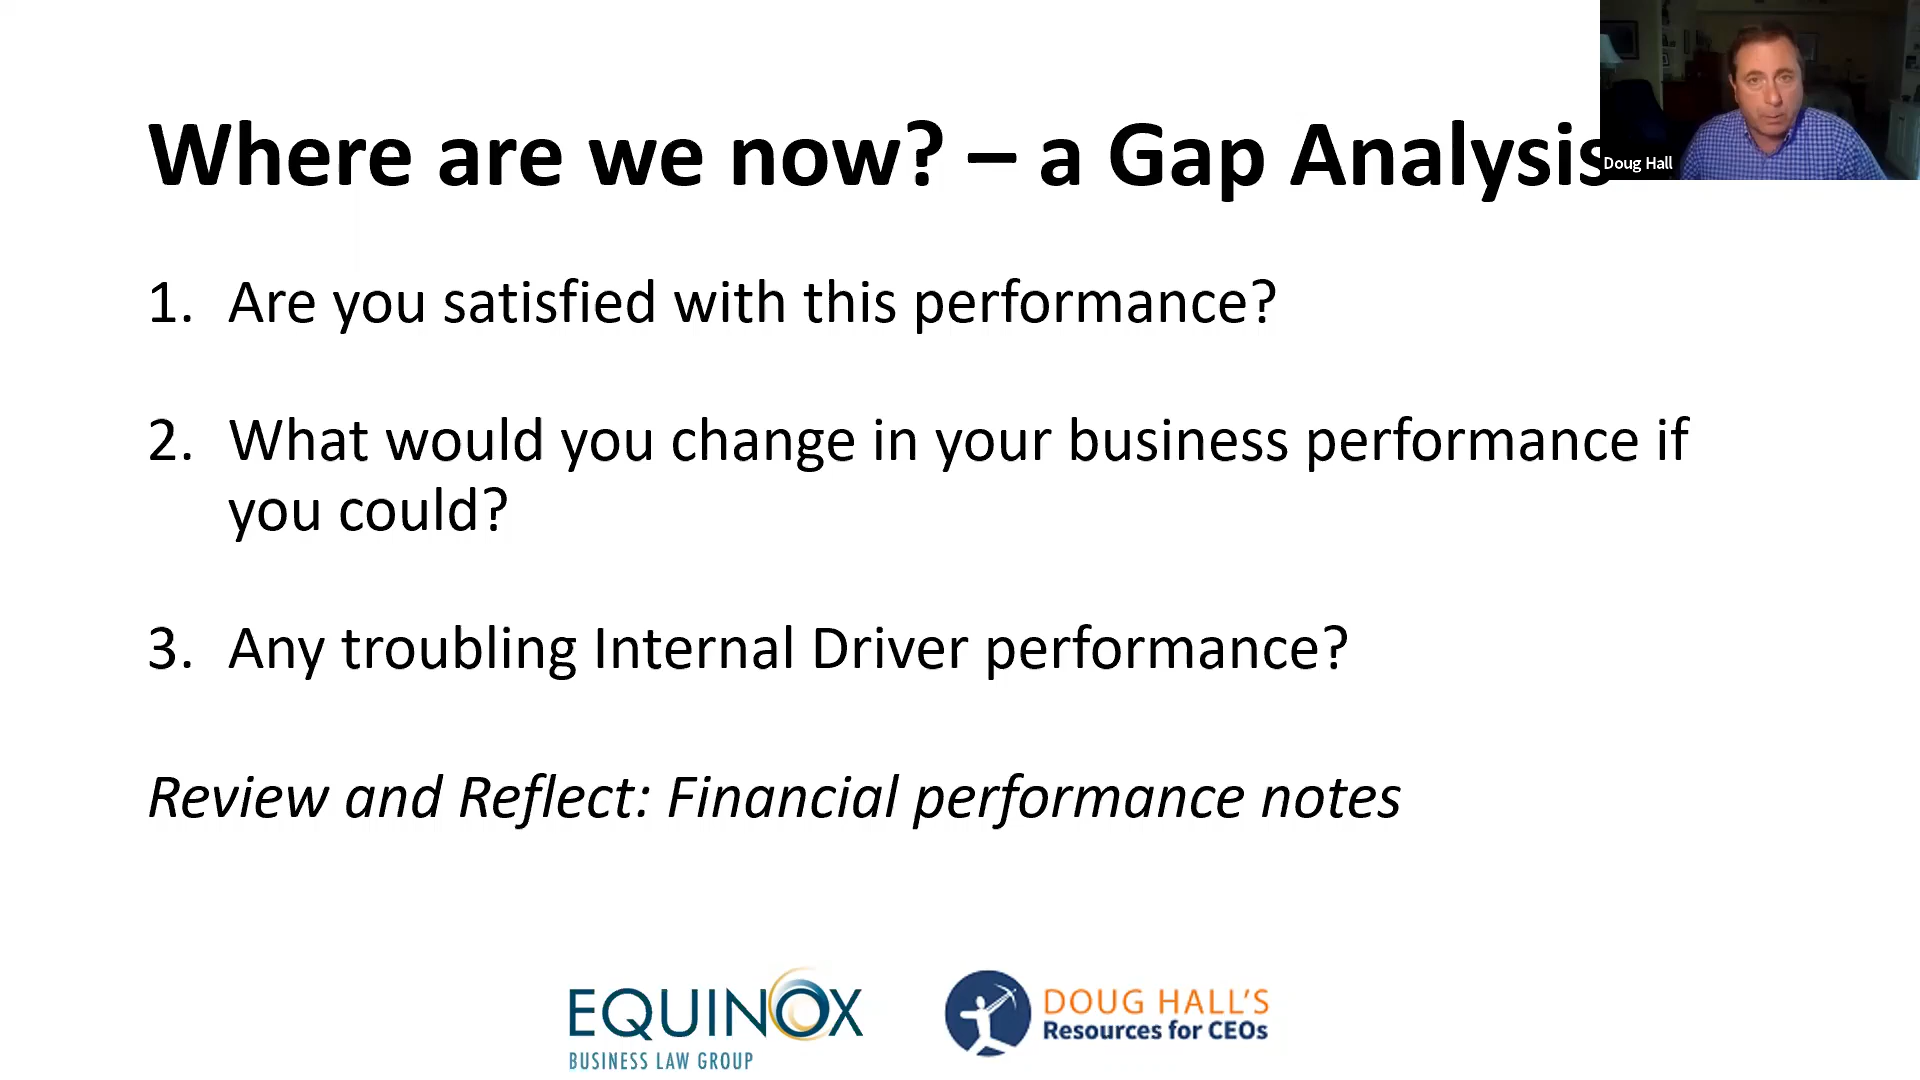 Where are we now? – a Gap Analysis
Doug Hall
1. Are you satisfied with this performance?
2. What would you change in your business performance if
you could?
3. Any troubling Internal Driver performance?
Review and Reflect: Financial performance notes
EQUINOX
BUSINESS LAW GROUP
DOUG HALL'S
Resources for CEOs